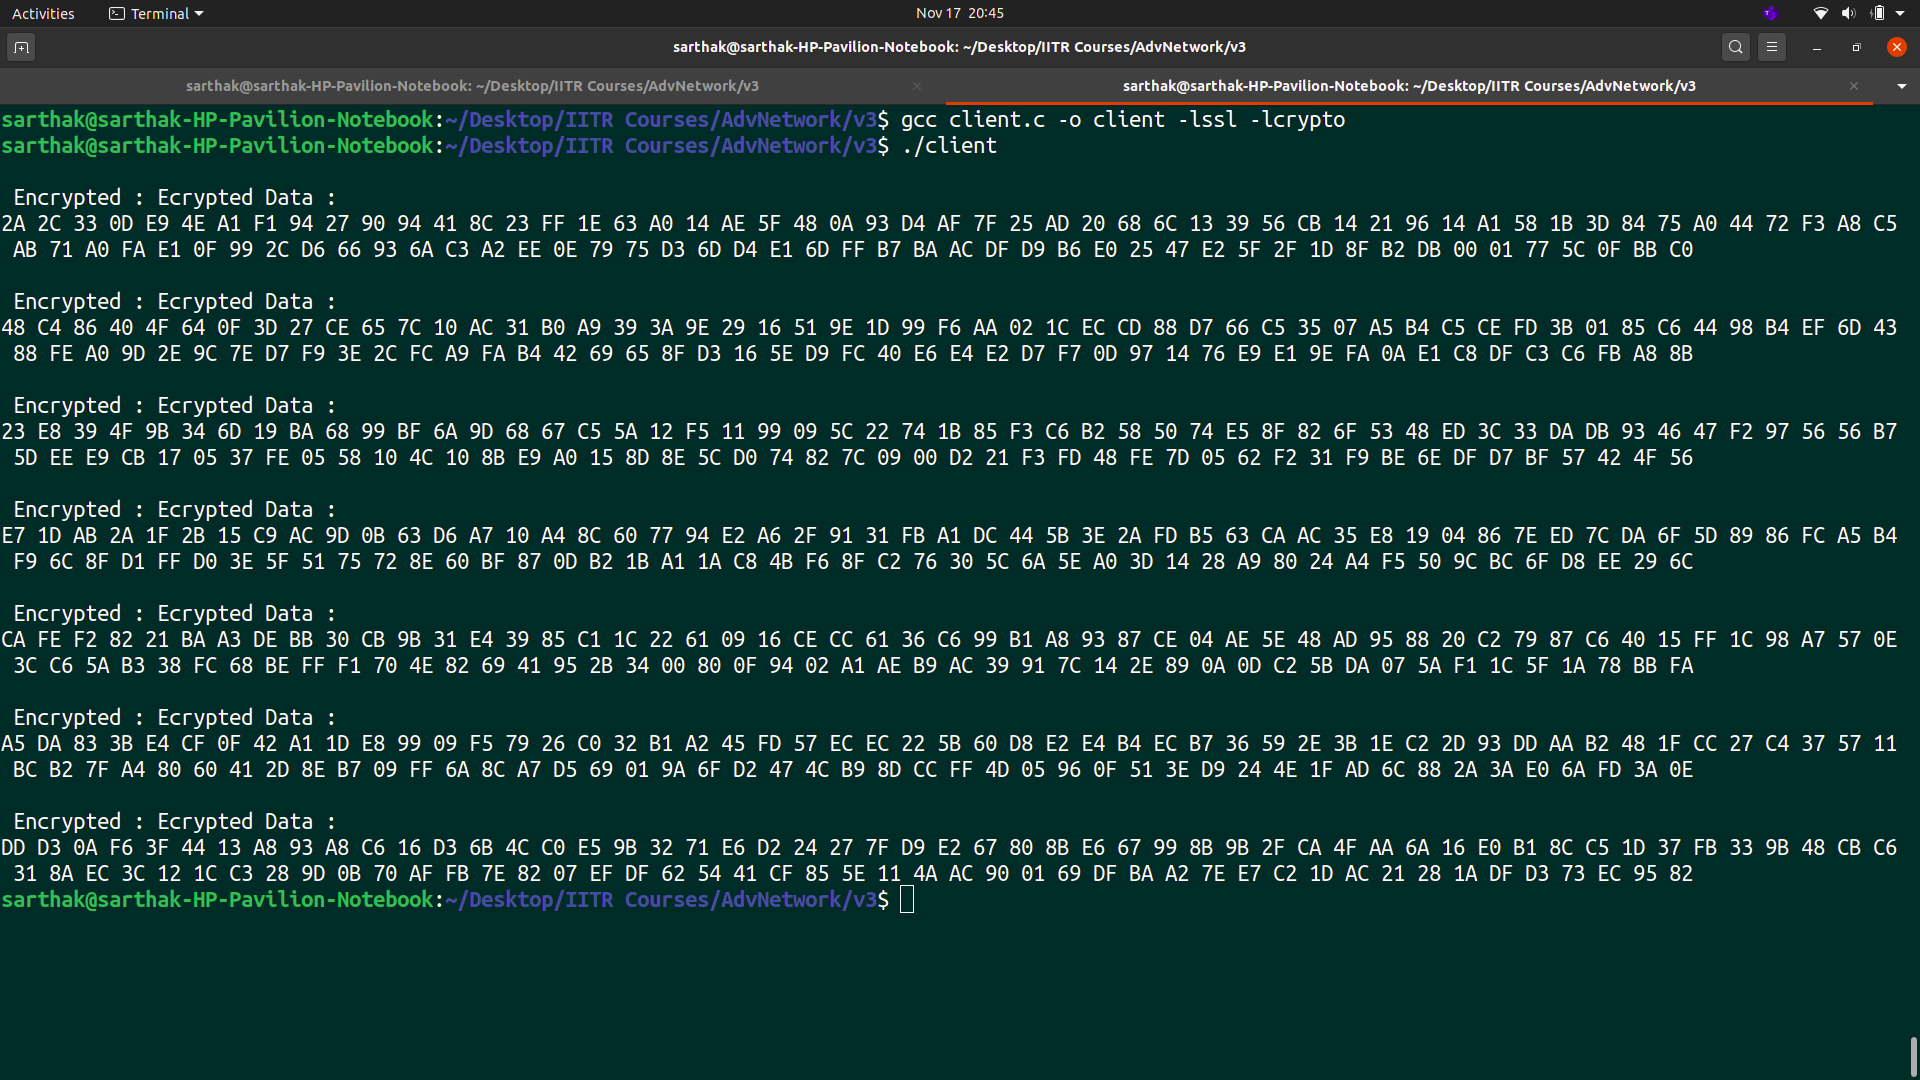 Activities
Terminal
Nov 17 20:45
sarthak@sarthak-HP-Pavilion-Notebook: ~/Desktop/IITR Courses/AdvNetwork/v3
sarthak@sarthak-HP-Pavilion-Notebook: ~/Desktop/IITR Courses/AdvNetwork/v3
sarthak@sarthak-HP-Pavilion-Notebook: ~/Desktop/IITR Courses/AdvNetwork/v3
sarthak@sarthak-HP-Pavilion-Notebook:~/Desktop/IITR Courses/AdvNetwork/v3$ gcc client.c -o client -lssl -lcrypto
sarthak@sarthak-HP-Pavilion-Notebook:~/Desktop/IITR Courses/AdvNetwork/v3$ ./client
Encrypted : Ecrypted Data :
2A 2C 33 0D E9 4E A1 F1 94 27 90 94 41 8C 23 FF 1E 63 A0 14 AE 5F 48 0A 93 D4 AF 7F 25 AD 20 68 6C 13 39 56 CB 14 21 96 14 A1 58 1B 3D 84 75 A0 44 72 F3 A8 C5
AB 71 A0 FA E1 0F 99 2C D6 66 93 6A C3 A2 EE 0E 79 75 D3 6D D4 E1 6D FF B7 BA AC DF D9 B6 E0 25 47 E2 5F 2F 1D 8F B2 DB 00 01 77 5C 0F BB C0
Encrypted : Ecrypted Data :
48 C4 86 40 4F 64 0F 3D 27 CE 65 7C 10 AC 31 B0 A9 39 3A 9E 29 16 51 9E 1D 99 F6 AA 02 1C EC CD 88 D7 66 C5 35 07 A5 B4 C5 CE FD 3B 01 85 C6 44 98 B4 EF 6D 43
88 FE A0 9D 2E 9C 7E D7 F9 3E 2C FC A9 FA B4 42 69 65 8F D3 16 5E D9 FC 40 E6 E4 E2 D7 F7 0D 97 14 76 E9 E1 9E FA 0A E1 C8 DF C3 C6 FB A8 8B
Encrypted : Ecrypted Data :
23 E8 39 4F 9B 34 6D 19 BA 68 99 BF 6A 9D 68 67 C5 5A 12 F5 11 99 09 5C 22 74 1B 85 F3 C6 B2 58 50 74 E5 8F 82 6F 53 48 ED 3C 33 DA DB 93 46 47 F2 97 56 56 B7
5D EE E9 CB 17 05 37 FE 05 58 10 4C 10 8B E9 A0 15 8D 8E 5C D0 74 82 7C 09 00 D2 21 F3 FD 48 FE 7D 05 62 F2 31 F9 BE 6E DF D7 BF 57 42 4F 56
Encrypted : Ecrypted Data :
E7 1D AB 2A 1F 2B 15 C9 AC 9D 0B 63 D6 A7 10 A4 8C 60 77 94 E2 A6 2F 91 31 FB A1 DC 44 5B 3E 2A FD B5 63 CA AC 35 E8 19 04 86 7E ED 7C DA 6F 5D 89 86 FC A5 B4
F9 6C 8F D1 FF D0 3E 5F 51 75 72 8E 60 BF 87 0D B2 1B A1 1A C8 4B F6 8F C2 76 30 5C 6A 5E A0 3D 14 28 A9 80 24 A4 F5 50 9C BC 6F D8 EE 29 6C
Encrypted : Ecrypted Data :
CA FE F2 82 21 BA A3 DE BB 30 CB 9B 31 E4 39 85 C1 1C 22 61 09 16 CE CC 61 36 C6 99 B1 A8 93 87 CE 04 AE 5E 48 AD 95 88 20 C2 79 87 C6 40 15 FF 1C 98 A7 57 0E
3C C6 5A B3 38 FC 68 BE FF F1 70 4E 82 69 41 95 2B 34 00 80 0F 94 02 A1 AE B9 AC 39 91 7C 14 2E 89 0A 0D C2 5B DA 07 5A F1 1C 5F 1A 78 BB FA
Encrypted : Ecrypted Data :
A5 DA 83 3B E4 CF 0F 42 A1 1D E8 99 09 F5 79 26 C0 32 B1 A2 45 FD 57 EC EC 22 5B 60 D8 E2 E4 B4 EC B7 36 59 2E 3B 1E C2 2D 93 DD AA B2 48 1F CC 27 C4 37 57 11
BC B2 7F A4 80 60 41 2D 8E B7 09 FF 6A 8C A7 D5 69 01 9A 6F D2 47 4C B9 8D CC FF 4D 05 96 0F 51 3E D9 24 4E 1F AD 6C 88 2A 3A E0 6A FD 3A 0E
Encrypted : Ecrypted Data :
DD D3 0A F6 3F 44 13 A8 93 A8 C6 16 D3 6B 4C C0 E5 9B 32 71 E6 D2 24 27 7F D9 E2 67 80 8B E6 67 99 8B 9B 2F CA 4F AA 6A 16 E0 B1 8C C5 1D 37 FB 33 9B 48 CB C6
31 8A EC 3C 12 1C C3 28 9D 0B 70 AF FB 7E 82 07 EF DF 62 54 41 CF 85 5E 11 4A AC 90 01 69 DF BA A2 7E E7 C2 1D AC 21 28 1A DF D3 73 EC 95 82
sarthak@sarthak-HP-Pavilion-Notebook:~/Desktop/IITR Courses/AdvNetwork/v3$